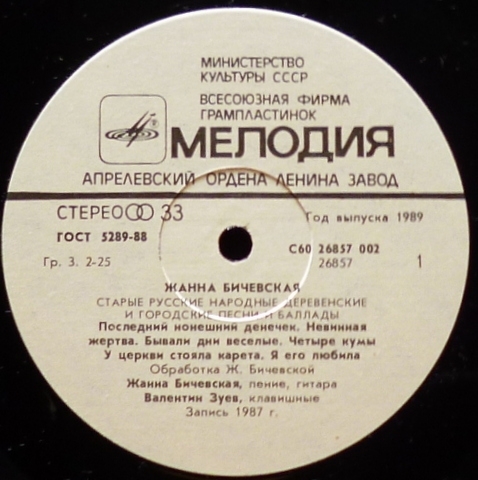 МИНИСТЕРСТВО
КУЛЬТУРЫ СССР
ВСЕСОЮЗНАЯ ФИРМА
ГРАМПЛАСТИНОК
МЕЛОДИЯ
АПРЕЛЕВСКИЙ ОРДЕНА ЛЕНИНА ЗАВОД
СТЕРЕО 33
Год выпуска 1989
ГОСТ 5289-88
С60 26857 002
Гр. 3. 2-25
26857
1
ЖАННА БИЧЕВСКАЯ
СТАРЫЕ РУССКИЕ НАРОДНЫЕ ДЕРЕВЕНСКИЕ
И ГОРОДСКИЕ ПЕСНИ И БАЛЛАДЫ
Последний нонешний денечек. Невинная
жертва. Бывали дни веселые. Четыре кумы
У церкви стояла карета. Я его любила
Обработка Ж. Бичевской
Жанна Бичевская, пение, гитара
Валентин Зуев, клавишные
Запись 1987 г.